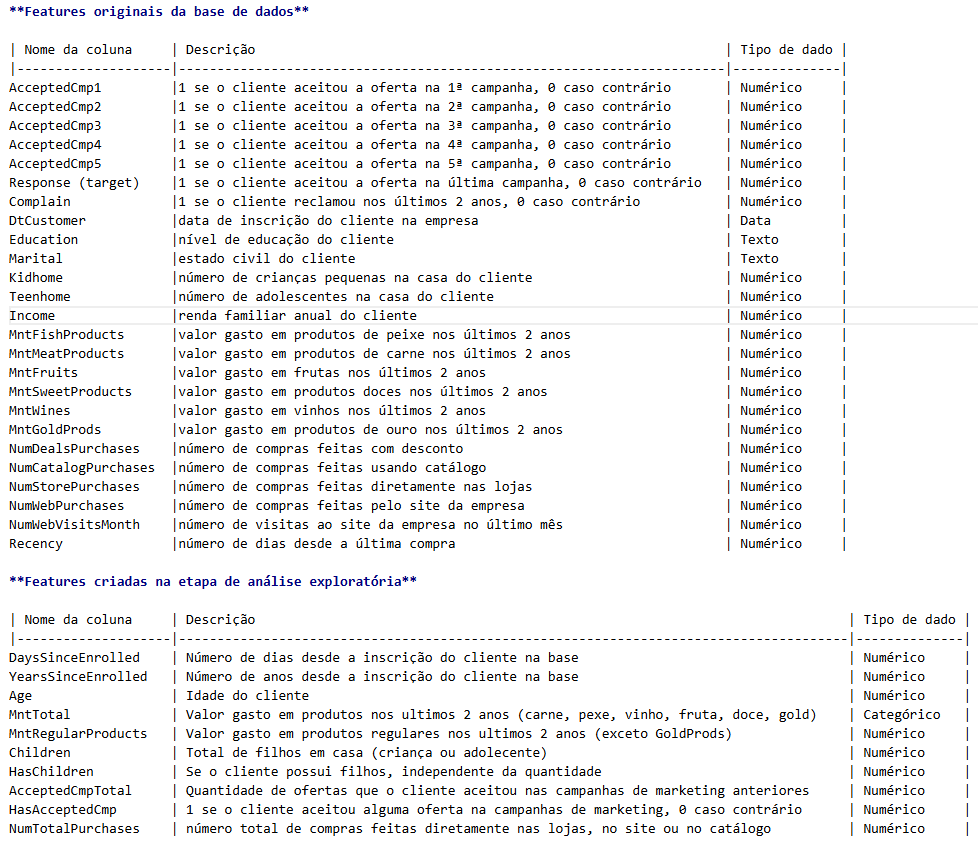 **Features originais da base de dados**
| Nome da coluna | Descrição | Tipo de dado |
|--------------------|-----------------------------------------------------------------------|--------------|
AcceptedCmp1 |1 se o cliente aceitou a oferta na 1ª campanha, 0 caso contrário | Numérico |
AcceptedCmp2 |1 se o cliente aceitou a oferta na 2ª campanha, 0 caso contrário | Numérico |
AcceptedCmp3 |1 se o cliente aceitou a oferta na 3ª campanha, 0 caso contrário | Numérico |
AcceptedCmp4 |1 se o cliente aceitou a oferta na 4ª campanha, 0 caso contrário | Numérico |
AcceptedCmp5 |1 se o cliente aceitou a oferta na 5ª campanha, 0 caso contrário | Numérico |
Response (target) |1 se o cliente aceitou a oferta na última campanha, 0 caso contrário | Numérico |
Complain |1 se o cliente reclamou nos últimos 2 anos, 0 caso contrário | Numérico |
DtCustomer |data de inscrição do cliente na empresa | Data |
Education |nível de educação do cliente | Texto |
Marital |estado civil do cliente | Texto |
Kidhome |número de crianças pequenas na casa do cliente | Numérico |
Teenhome |número de adolescentes na casa do cliente | Numérico |
Income |renda familiar anual do cliente | Numérico |
MntFishProducts |valor gasto em produtos de peixe nos últimos 2 anos | Numérico |
MntMeatProducts |valor gasto em produtos de carne nos últimos 2 anos | Numérico |
MntFruits |valor gasto em frutas nos últimos 2 anos | Numérico |
MntSweetProducts |valor gasto em produtos doces nos últimos 2 anos | Numérico |
MntWines |valor gasto em vinhos nos últimos 2 anos | Numérico |
MntGoldProds |valor gasto em produtos de ouro nos últimos 2 anos | Numérico |
NumDealsPurchases |número de compras feitas com desconto | Numérico |
NumCatalogPurchases |número de compras feitas usando catálogo | Numérico |
NumStorePurchases |número de compras feitas diretamente nas lojas | Numérico |
NumWebPurchases |número de compras feitas pelo site da empresa | Numérico |
NumWebVisitsMonth |número de visitas ao site da empresa no último mês | Numérico |
Recency |número de dias desde a última compra | Numérico |
**Features criadas na etapa de análise exploratória**
| Nome da coluna | Descrição | Tipo de dado |
|--------------------|---------------------------------------------------------------------------------------|--------------|
DaysSinceEnrolled | Número de dias desde a inscrição do cliente na base | Numérico |
YearsSinceEnrolled | Número de anos desde a inscrição do cliente na base | Numérico |
Age | Idade do cliente | Numérico |
MntTotal | Valor gasto em produtos nos ultimos 2 anos (carne, pexe, vinho, fruta, doce, gold) | Categórico |
MntRegularProducts | Valor gasto em produtos regulares nos ultimos 2 anos (exceto GoldProds) | Numérico |
Children | Total de filhos em casa (criança ou adolecente) | Numérico |
HasChildren | Se o cliente possui filhos, independente da quantidade | Numérico |
AcceptedCmpTotal | Quantidade de ofertas que o cliente aceitou nas campanhas de marketing anteriores | Numérico |
HasAcceptedCmp | 1 se o cliente aceitou alguma oferta na campanhas de marketing, 0 caso contrário | Numérico |
NumTotalPurchases | número total de compras feitas diretamente nas lojas, no site ou no catálogo | Numérico |